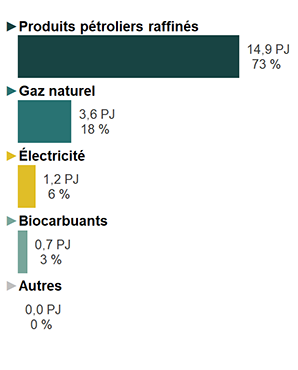 Produits pétroliers raffinés
14,9 PJ
73 %
Gaz naturel
3,6 PJ
18 %
Électricité
1,2 PJ
6 %
Biocarbuants
0,7 PJ
3 %
Autres
0,0 PJ
0 %